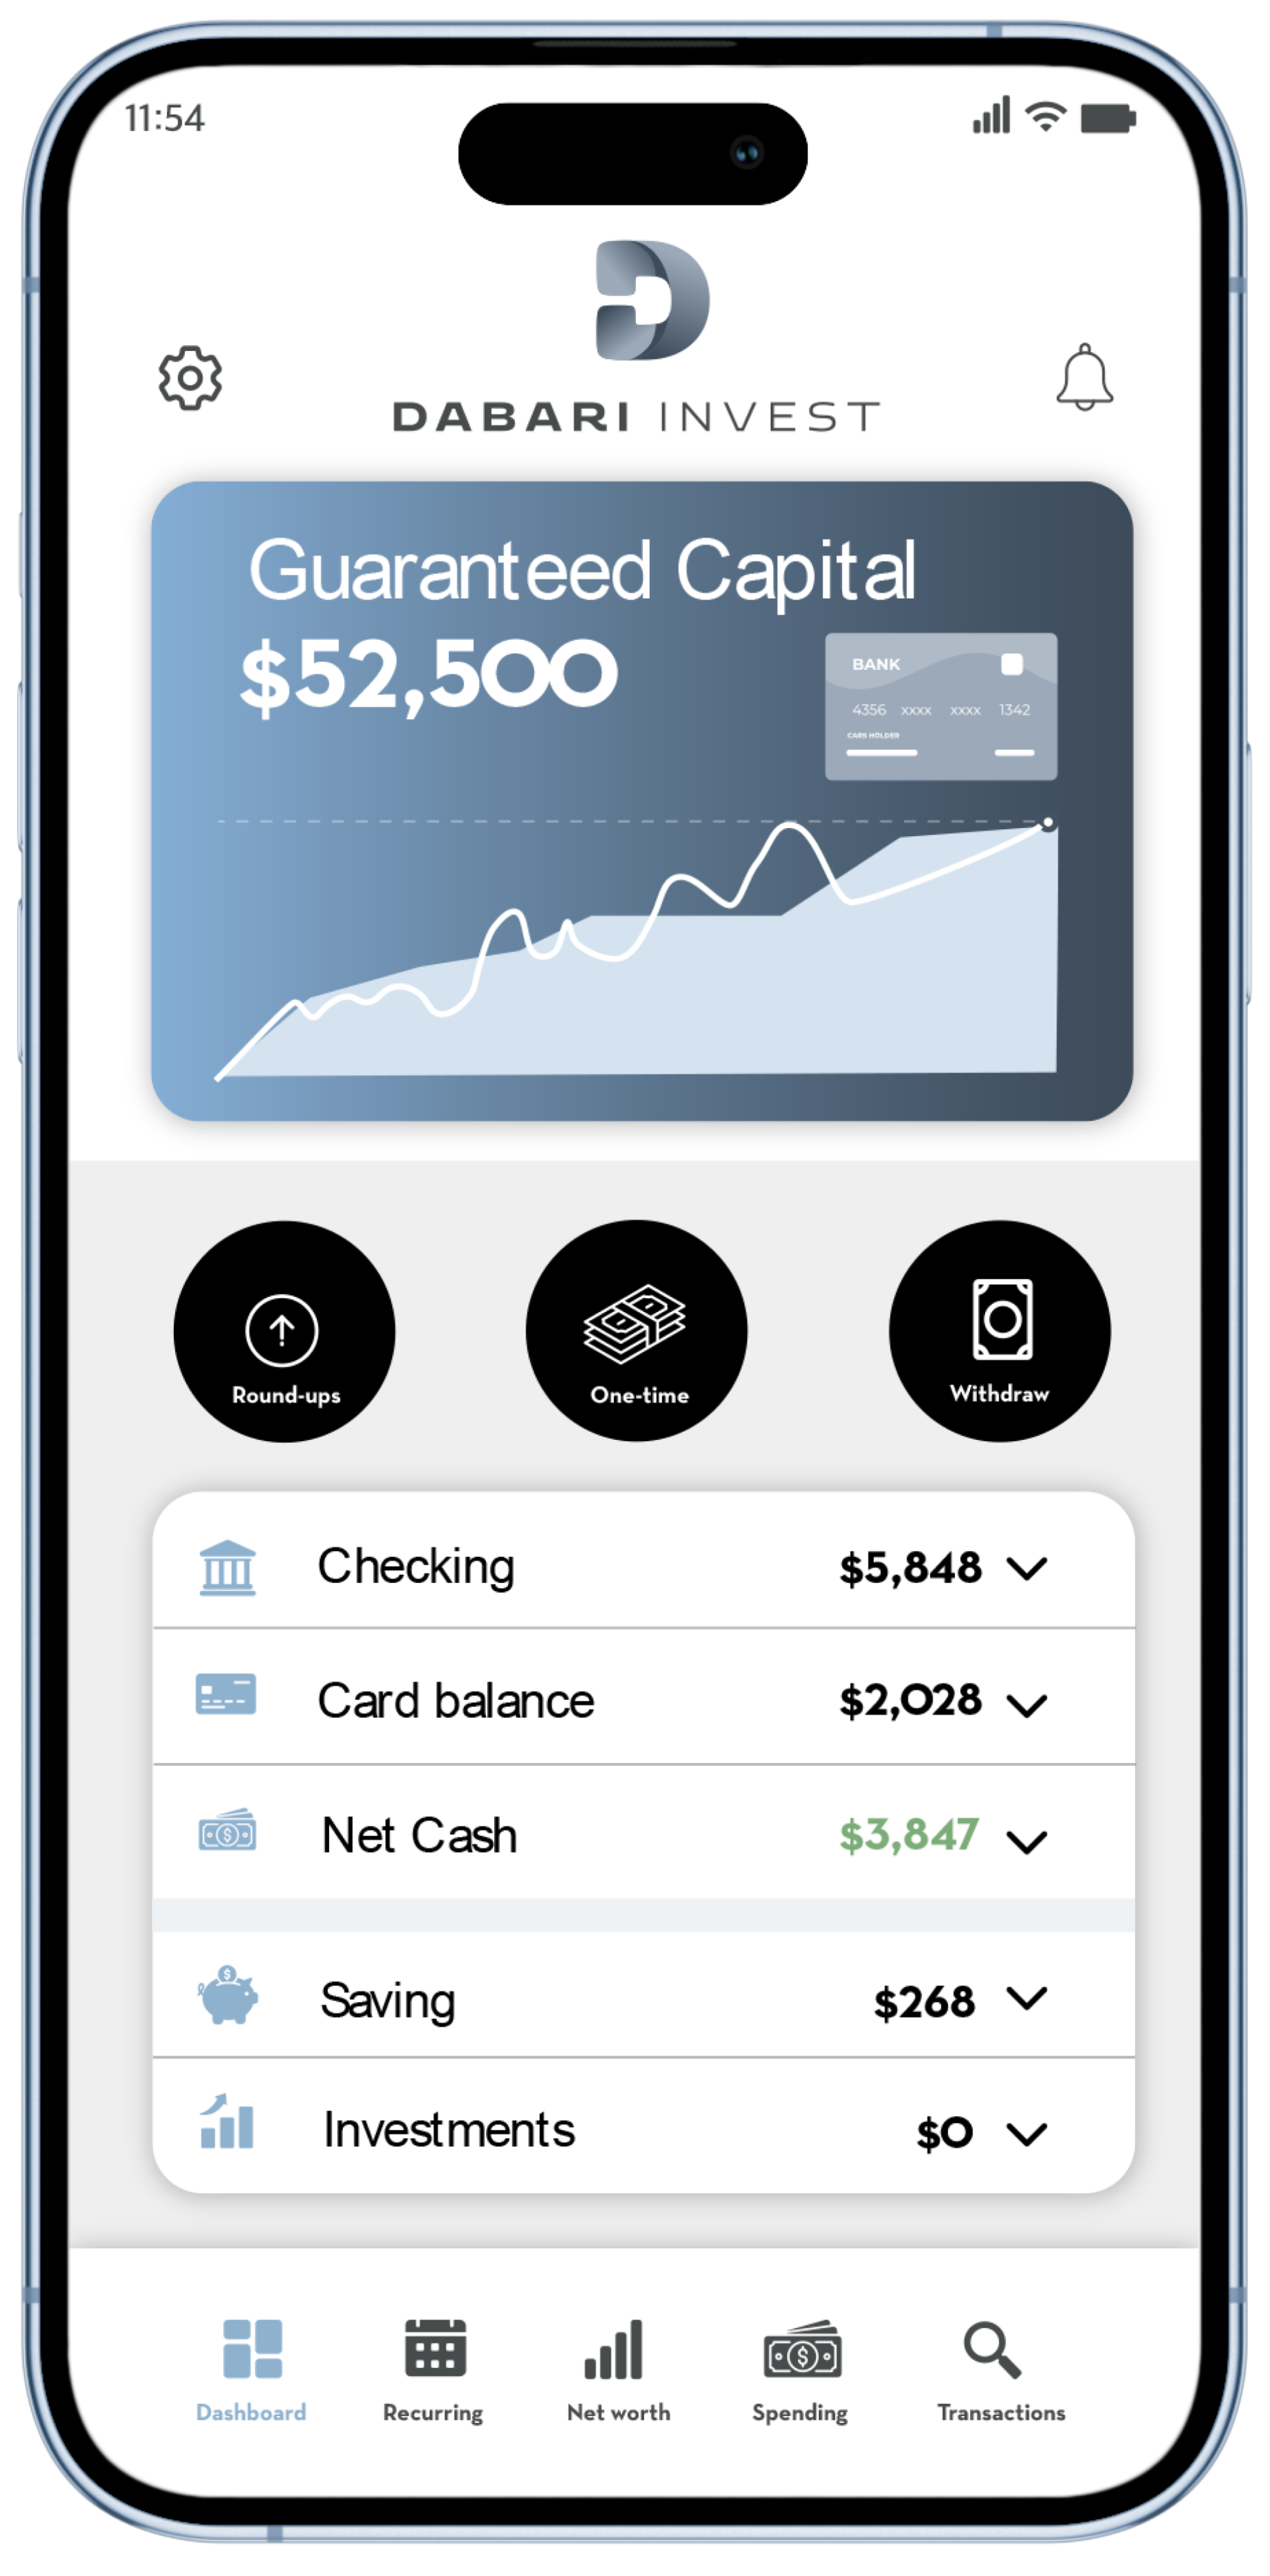 11:54
DABARI INVEST
Guaranteed Capital
$52,500
BANK
4356 xxxx xxxx 1342
CARS HOLDER
Round-ups
One-time
Withdraw
Checking $5,848
Card balance $2,028
Net Cash $3,847
Saving $268
Investments $0
Dashboard Recurring Net worth Spending Transactions